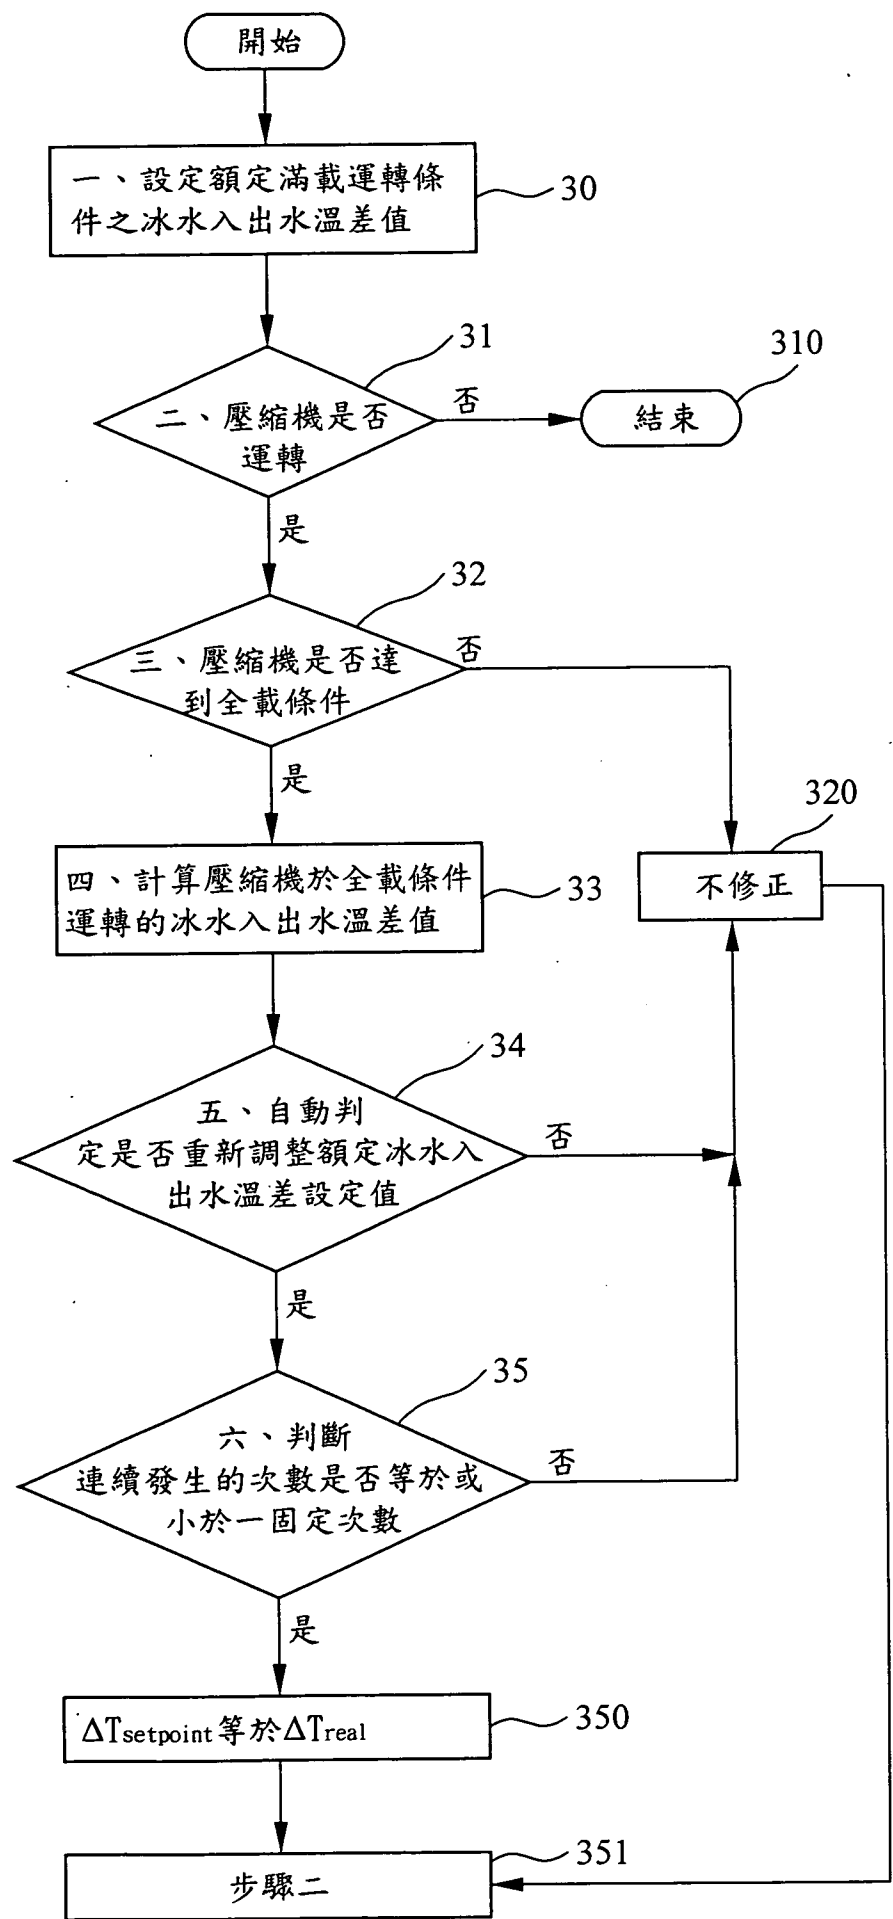 開始
一、設定額定滿載運轉條
件之冰水入出水溫差值
30
31
310
二、壓縮機是否
運轉
否
結束
是
32
三、壓縮機是否達
到全載條件
否
是
320
不修正
四、計算壓縮機於全載條件
運轉的冰水入出水溫差值
33
34
五、自動判
定是否重新調整額定冰水入
出水溫差設定值
否
是
35
六、判斷
連續發生的次數是否等於或
小於一固定次數
否
是
ΔTsetpoint等於ΔTreal
350
351
步驟二